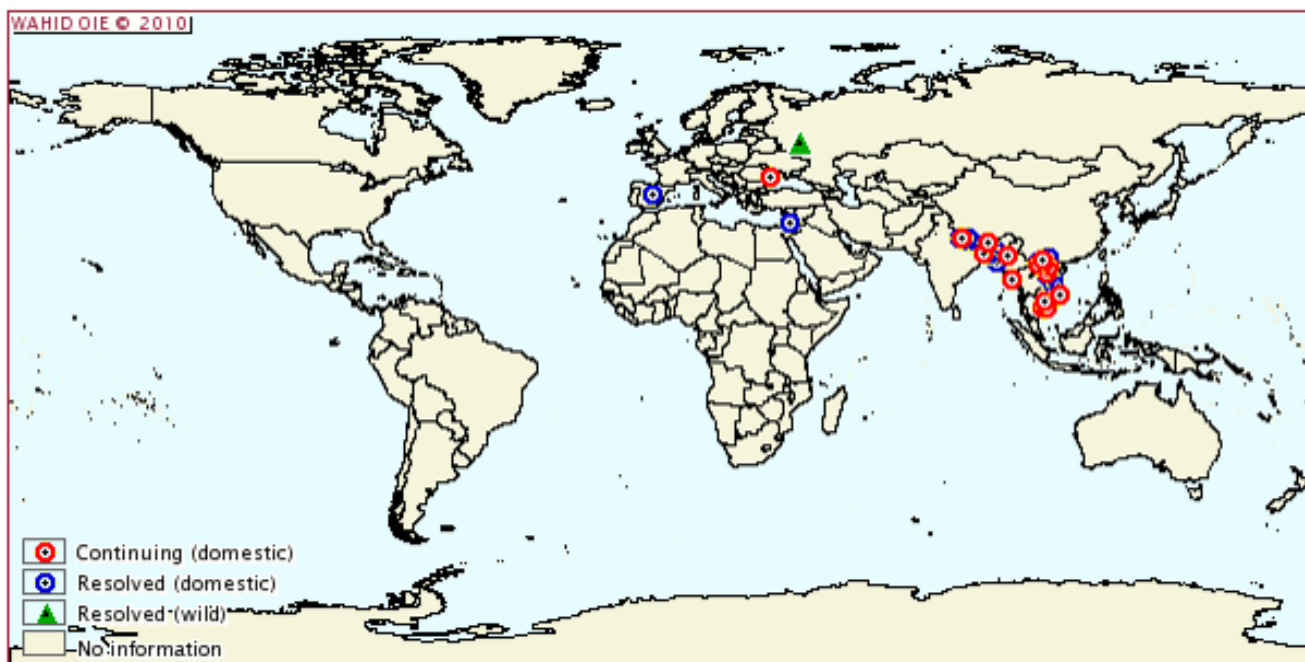 WAHID OIE © 2010
Continuing (domestic)
Resolved (domestic)
Resolved (wild)
No information